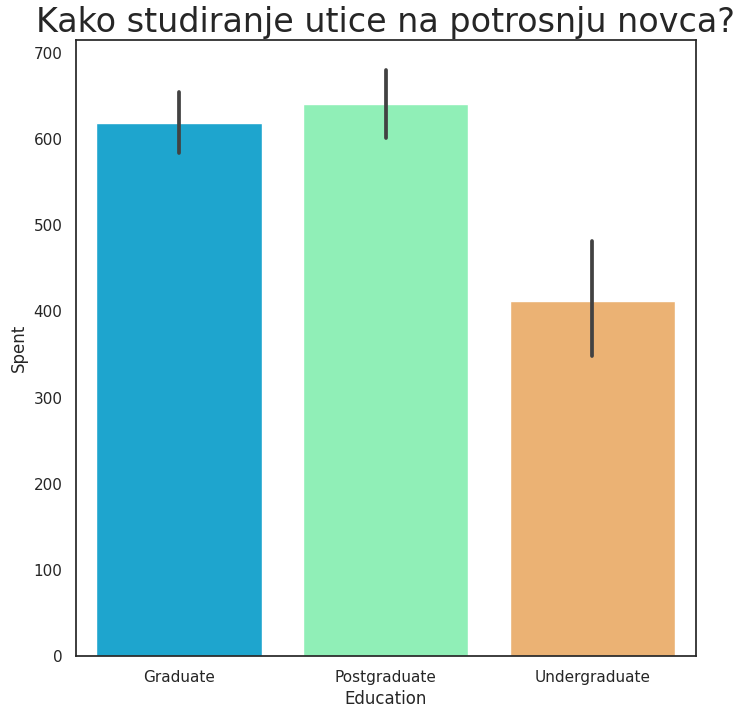 Kako studiranje utice na potrosnju novca?
700
600
500
400
300
200
100
0
Spent
Graduate
Postgraduate
Undergraduate
Education